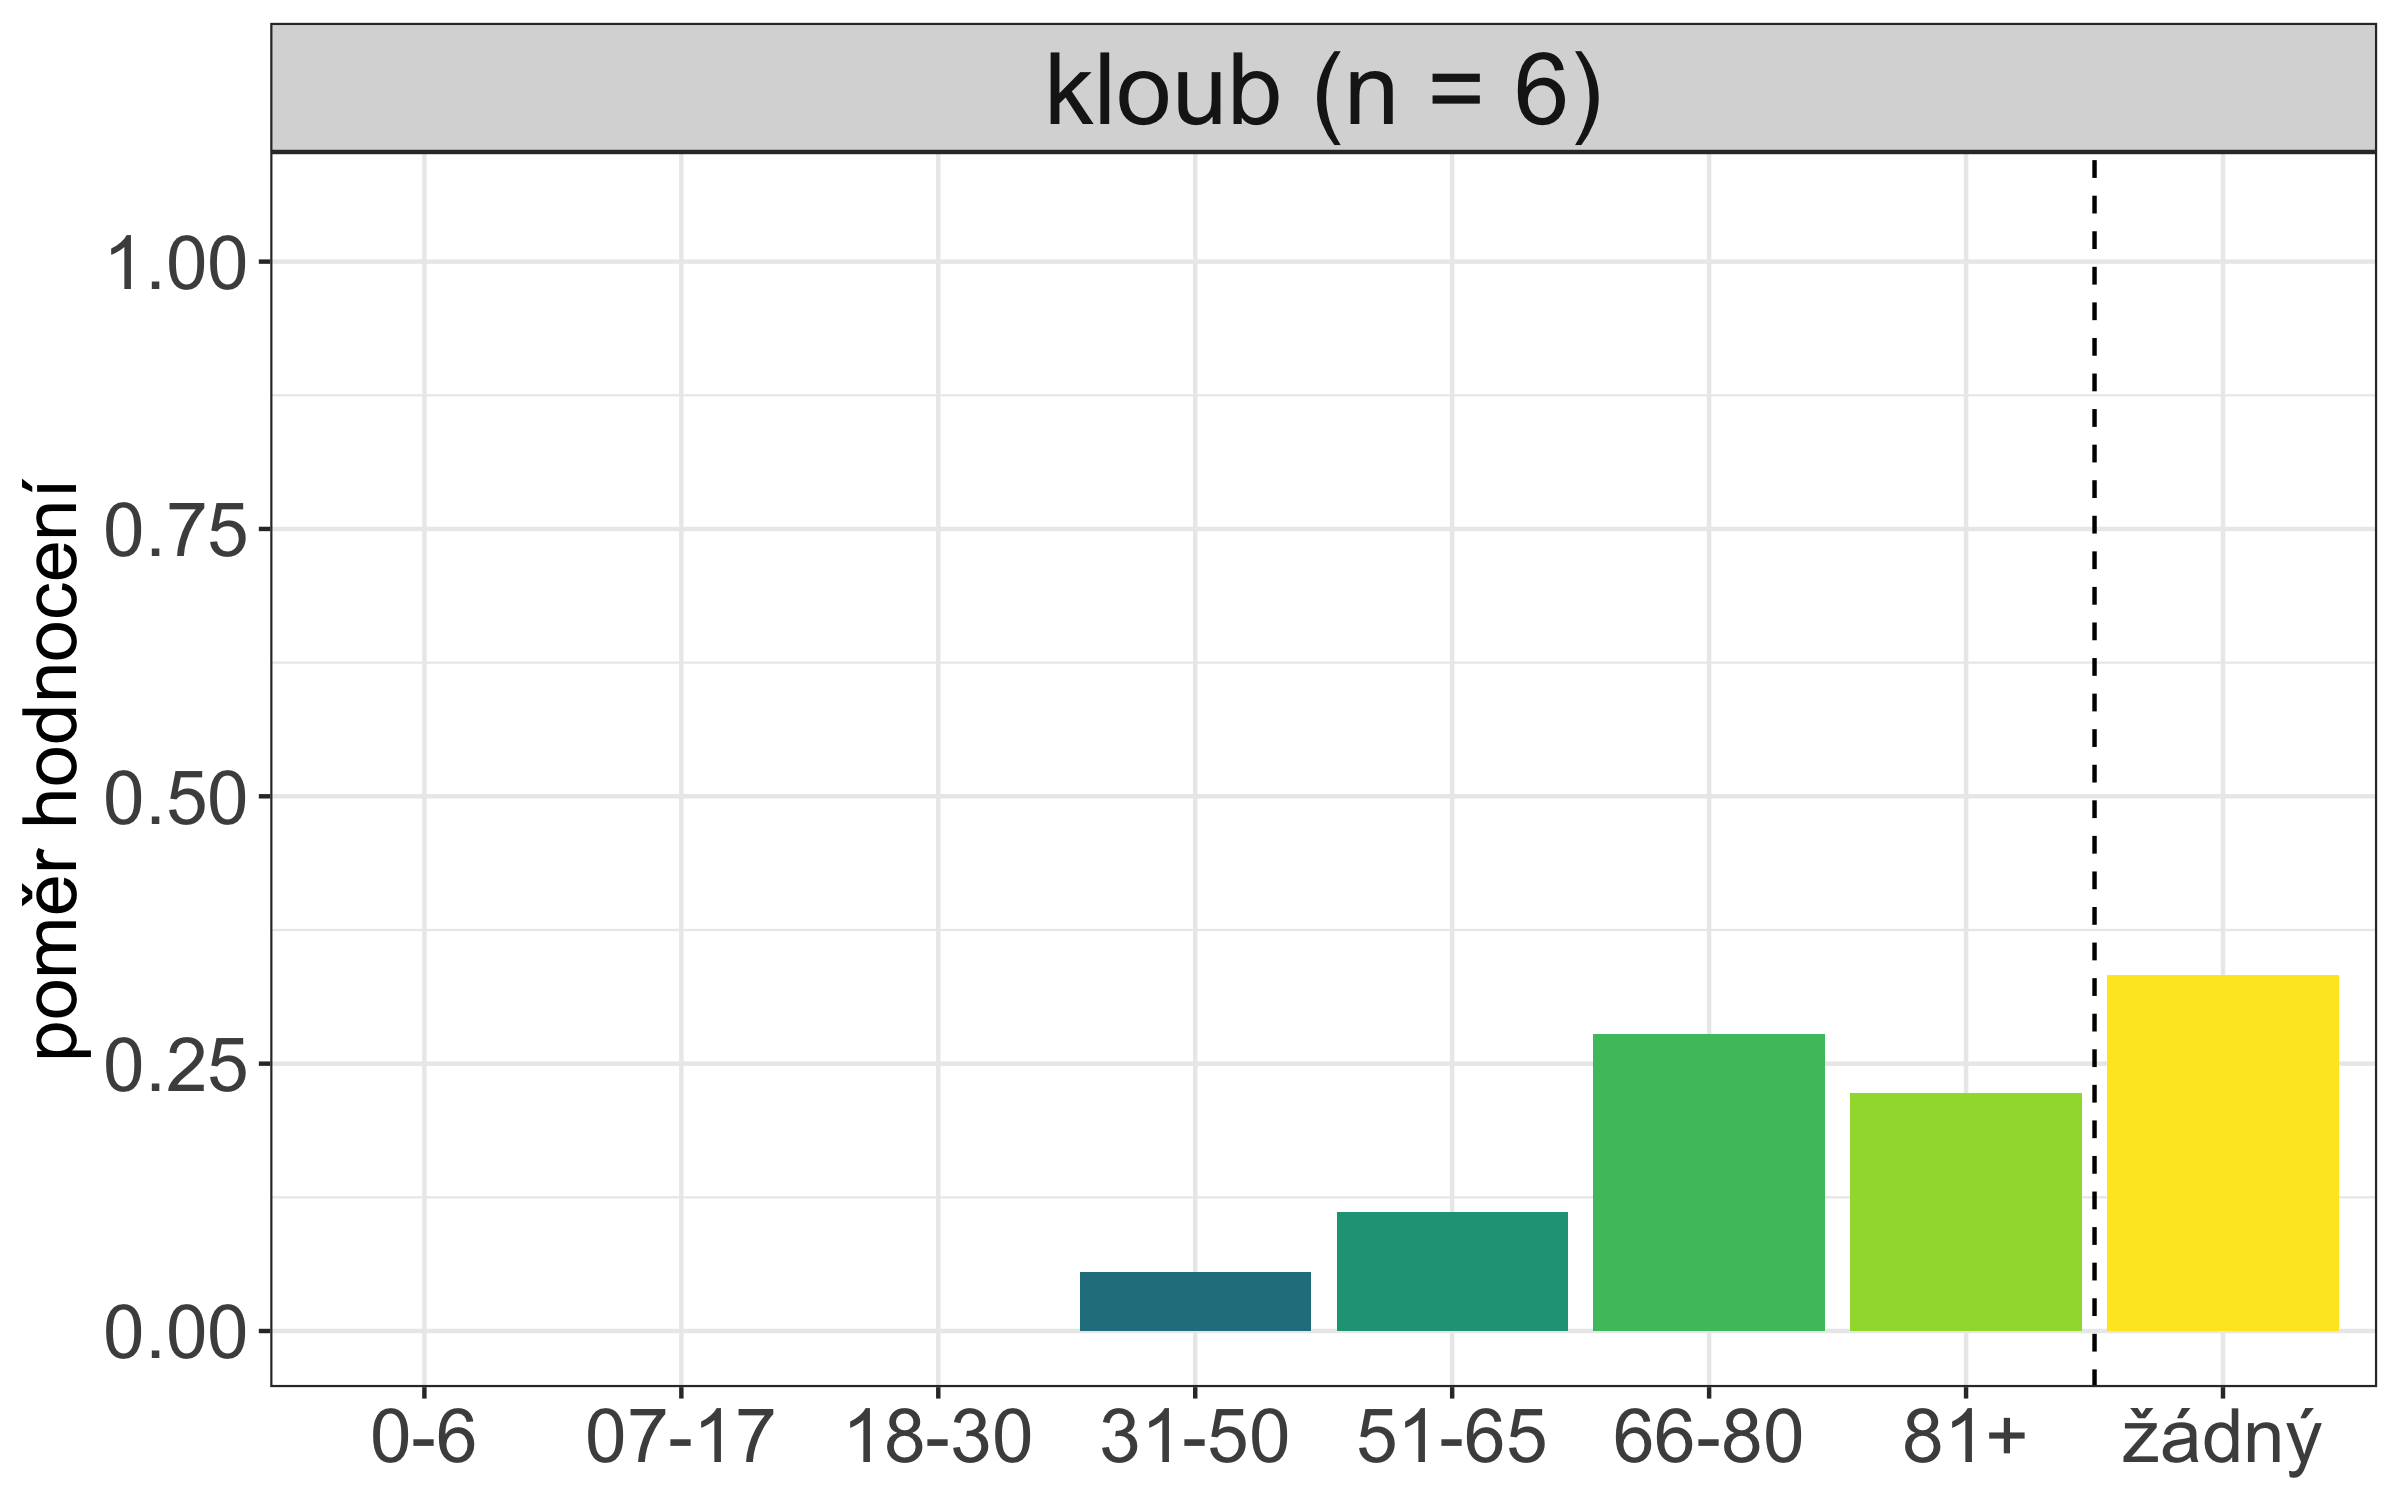 kloub (n = 6)
poměr hodnocení
1.00
0.75
0.50
0.25
0.00
0-6 07-17 18-30 31-50 51-65 66-80 81+ žádný